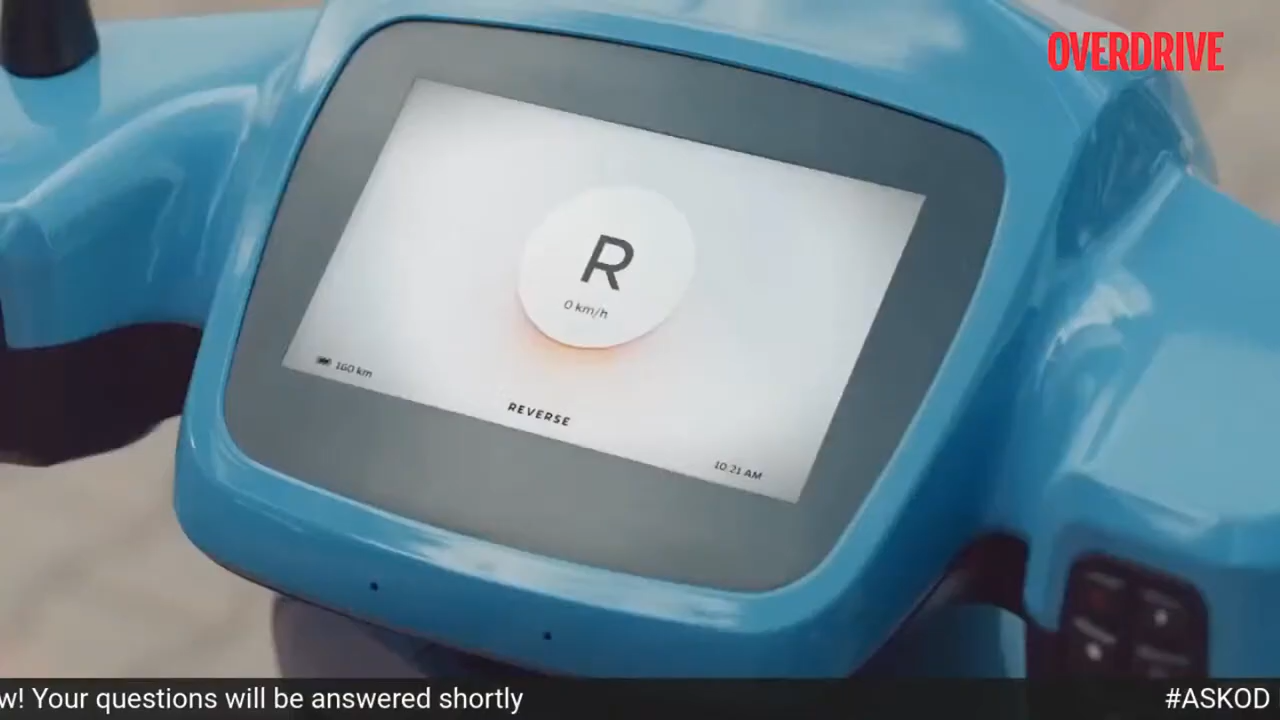 OVERDRIVE
R
0 km/h
160 km
REVERSE
10:21 AM
w! Your questions will be answered shortly
#ASKOD